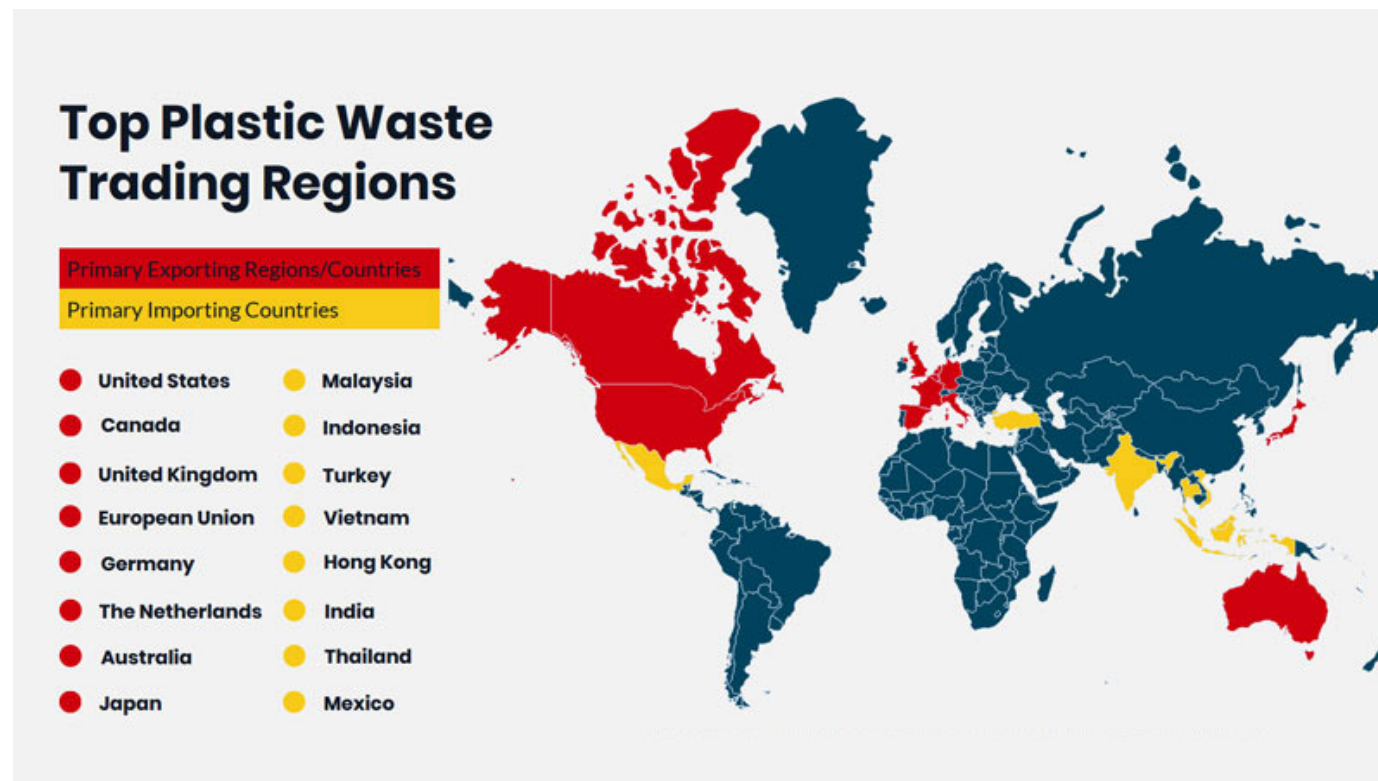 Top Plastic Waste
Trading Regions
Primary Exporting Regions/Countries
Primary Importing Countries
United States
Canada
United Kingdom
European Union
Germany
The Netherlands
Australia
Japan
Malaysia
Indonesia
Turkey
Vietnam
Hong Kong
India
Thailand
Mexico